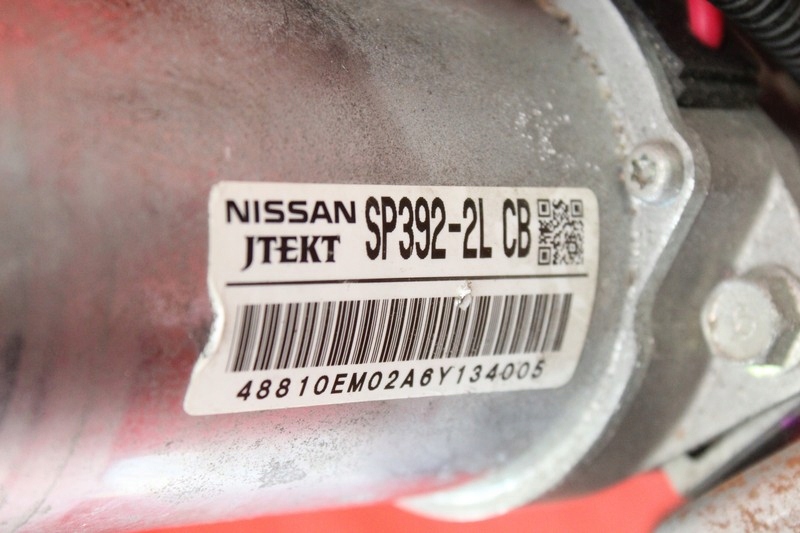 NISSAN SP392-2L CB
JTEKT
48810EM02A6Y134005